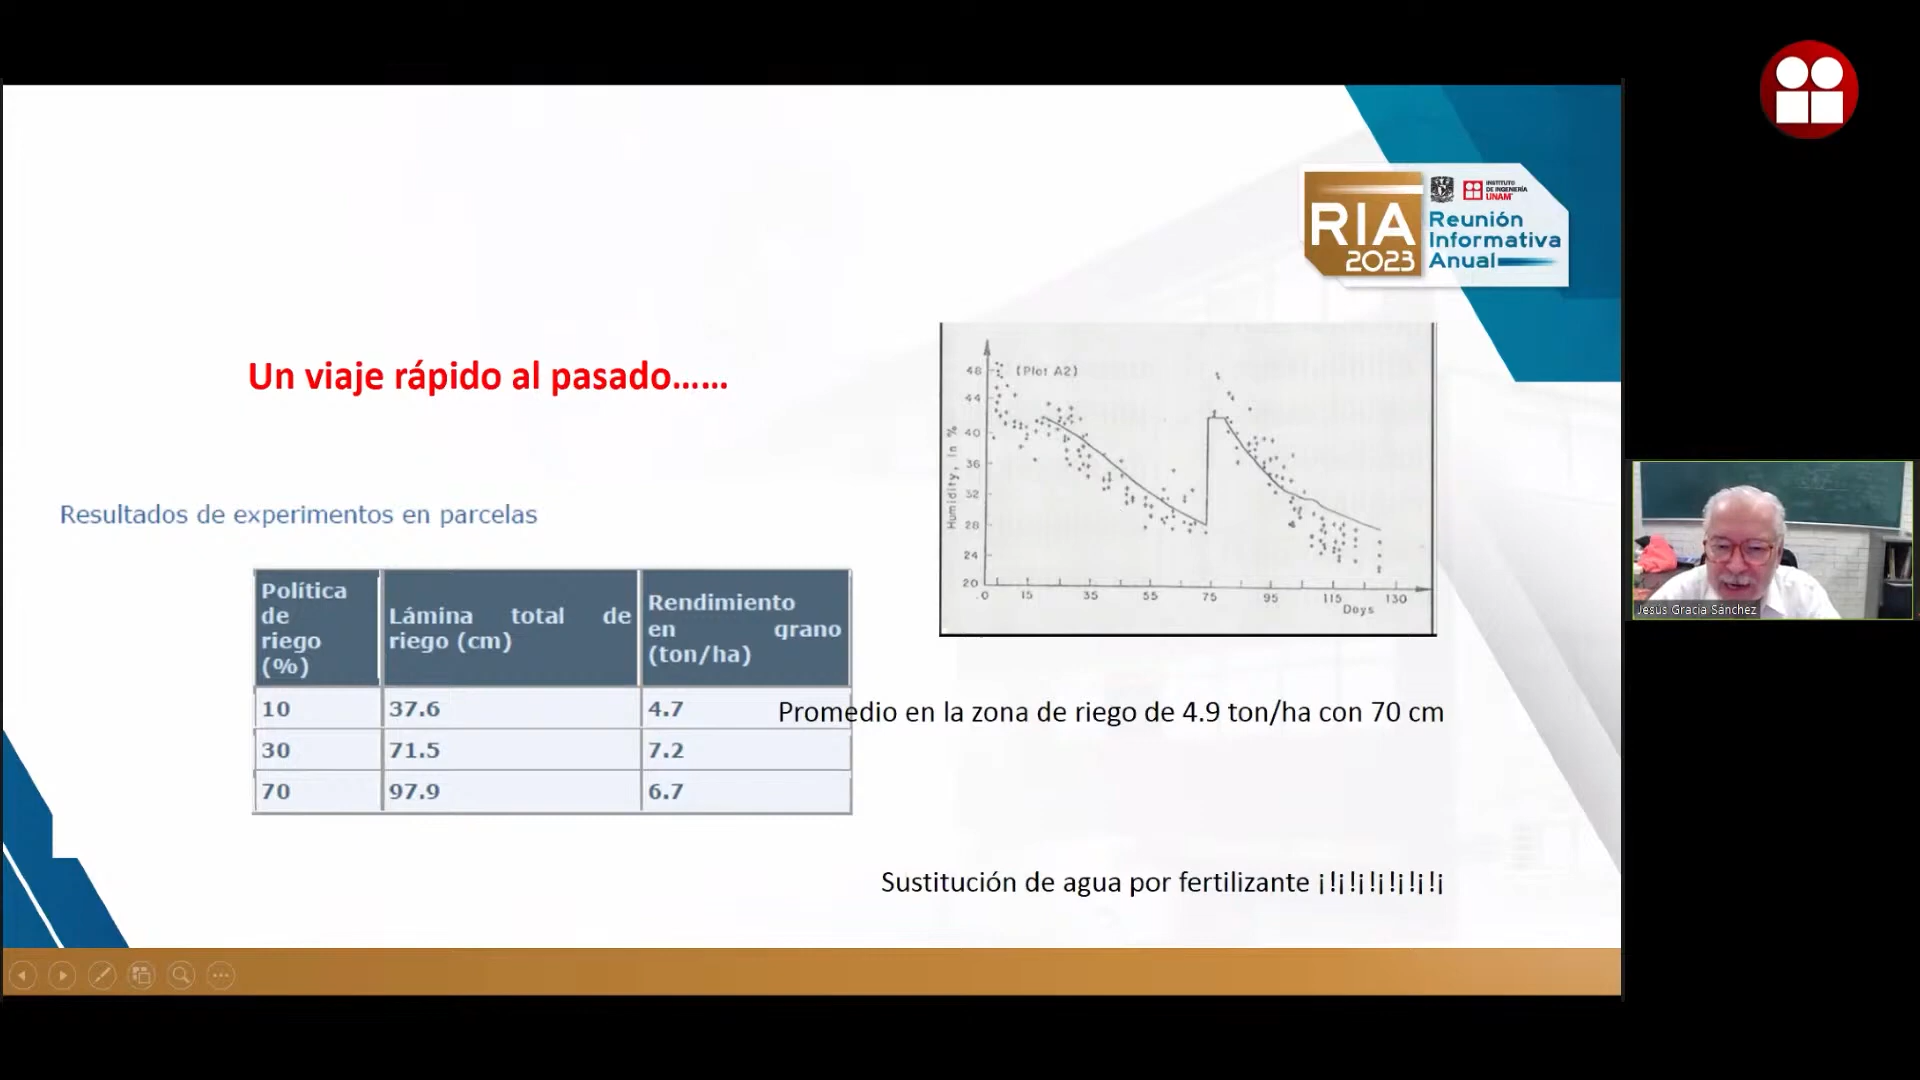 INSTITUTO
DE INGENIERÍA
UNAM
RIA
2023
Reunión
Informativa
Anual
Un viaje rápido al pasado......
Resultados de experimentos en parcelas
Política de riego (%) Lámina total de riego (cm) Rendimiento en grano (ton/ha)
10 37.6 4.7
30 71.5 7.2
70 97.9 6.7
(Plot A2)
Humidity, in %
48
44
40
36
32
28
24
20
0 15 35 55 75 95 115 130
Days
Promedio en la zona de riego de 4.9 ton/ha con 70 cm
Sustitución de agua por fertilizante ¡!¡!¡!¡!¡!¡!¡
Jesús Gracia Sánchez